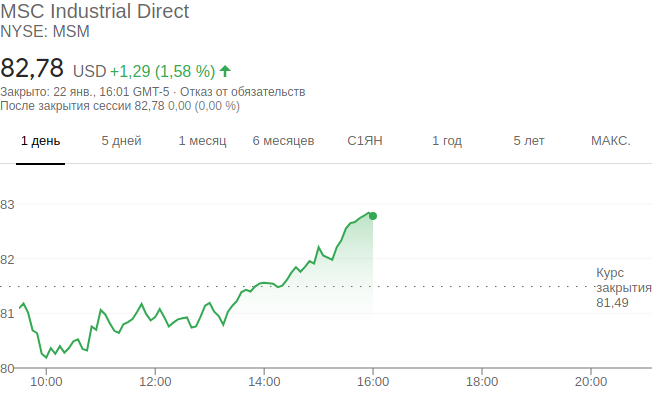 MSC Industrial Direct
NYSE: MSM
82,78 USD +1,29 (1,58 %)
Закрыто: 22 янв., 16:01 GMT-5 · Отказ от обязательств
После закрытия сессии 82,78 0,00 (0,00 %)
1 день 5 дней 1 месяц 6 месяцев С1ЯН 1 год 5 лет МАКС.
83
82
Курс
закрытия
81,49
81
80
10:00 12:00 14:00 16:00 18:00 20:00